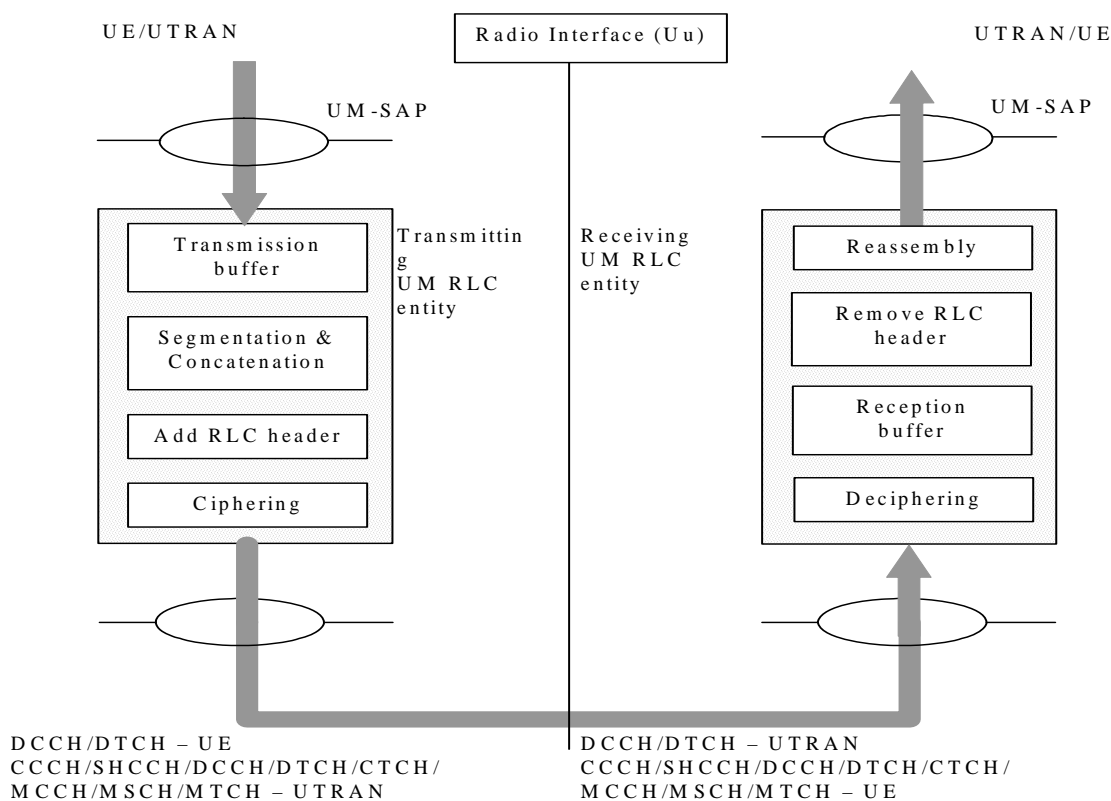 UE/UTRAN
Radio Interface (Uu)
UTRAN/UE
UM-SAP
UM-SAP
Transmission
buffer
Segmentation &
Concatenation
Add RLC header
Ciphering
Transmittin
g
UM RLC
entity
Receiving
UM RLC
entity
Reassembly
Remove RLC
header
Reception
buffer
Deciphering
DCCH/DTCH – UE
CCCH/SHCCH/DCCH/DTCH/CTCH/
MCCH/MSCH/MTCH – UTRAN
DCCH/DTCH – UTRAN
CCCH/SHCCH/DCCH/DTCH/CTCH/
MCCH/MSCH/MTCH – UE